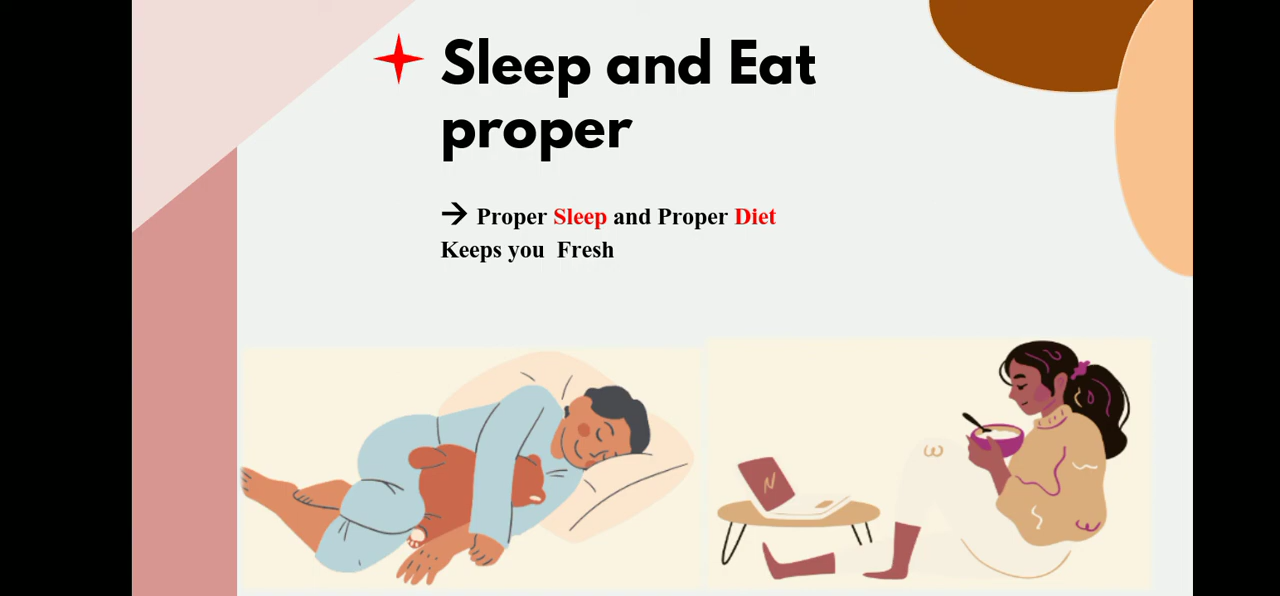 Sleep and Eat
proper
→ Proper Sleep and Proper Diet
Keeps you  Fresh